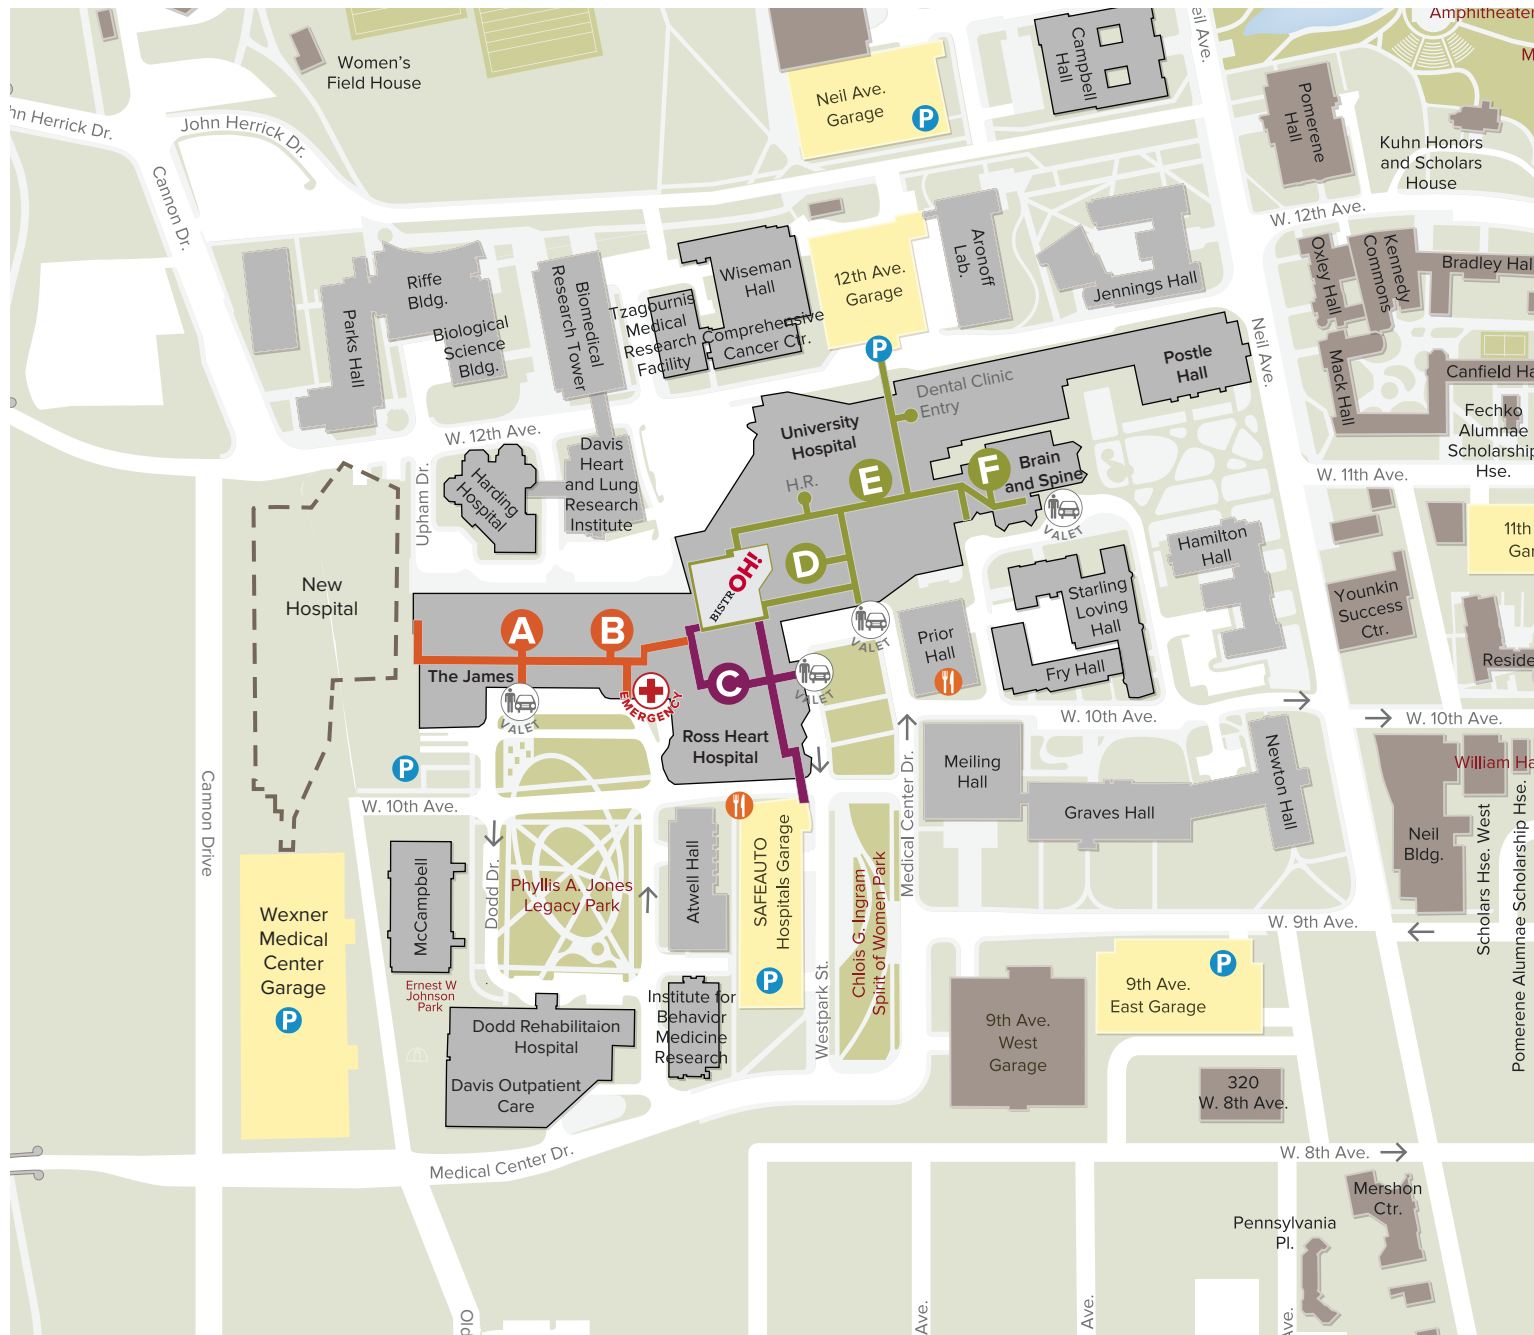 Amphitheater
M
Women's
Field House
Campbell
Hall
eil Ave.
Neil Ave.
Garage
P
Pomerene
Hall
Kuhn Honors
and Scholars
House
hn Herrick Dr.
John Herrick Dr.
Cannon Dr.
W. 12th Ave.
Riffe
Bldg.
Parks Hall
Biological
Science
Bldg.
Biomedical
Research Tower
Tzagournis
Medical
Research
Facility
Wiseman
Hall
Comprehensive
Cancer Ctr.
12th Ave.
Garage
P
Aronoff
Lab.
Jennings Hall
Oxley Hall
Kennedy
Commons
Bradley Hal
Mack Hall
Canfield Ha
Neil Ave.
Postle
Hall
Dental Clinic
Entry
University
Hospital
H.R.
E
F
Brain
and Spine
VALET
Fechko
Alumnae
Scholarship
Hse.
W. 11th Ave.
11th
Gar
W. 12th Ave.
Upham Dr.
Harding
Hospital
Davis
Heart
and Lung
Research
Institute
New
Hospital
BISTROH!
D
VALET
Hamilton
Hall
Starling
Loving
Hall
Fry Hall
Prior
Hall
Younkin
Success
Ctr.
Reside
A
B
The James
VALET
EMERGENCY
C
VALET
Ross Heart
Hospital
W. 10th Ave.
W. 10th Ave.
P
W. 10th Ave.
Cannon Drive
Meiling
Hall
Graves Hall
Newton Hall
Medical Center Dr.
William Ha
Neil
Bldg.
Scholars Hse. West
Pomerene Alumnae Scholarship Hse.
McCampbell
Dodd Dr.
Phyllis A. Jones
Legacy Park
Atwell Hall
SAFEAUTO
Hospitals Garage
P
Chlois G. Ingram
Spirit of Women Park
Westpark St.
W. 9th Ave.
Wexner
Medical
Center
Garage
P
Ernest W
Johnson
Park
Institute for
Behavior
Medicine
Research
Dodd Rehabilitaion
Hospital
Davis Outpatient
Care
9th Ave.
West
Garage
9th Ave.
East Garage
P
320
W. 8th Ave.
Medical Center Dr.
W. 8th Ave.
Mershon
Ctr.
Pennsylvania
Pl.
Old
Ave.
Ave.
Ave.